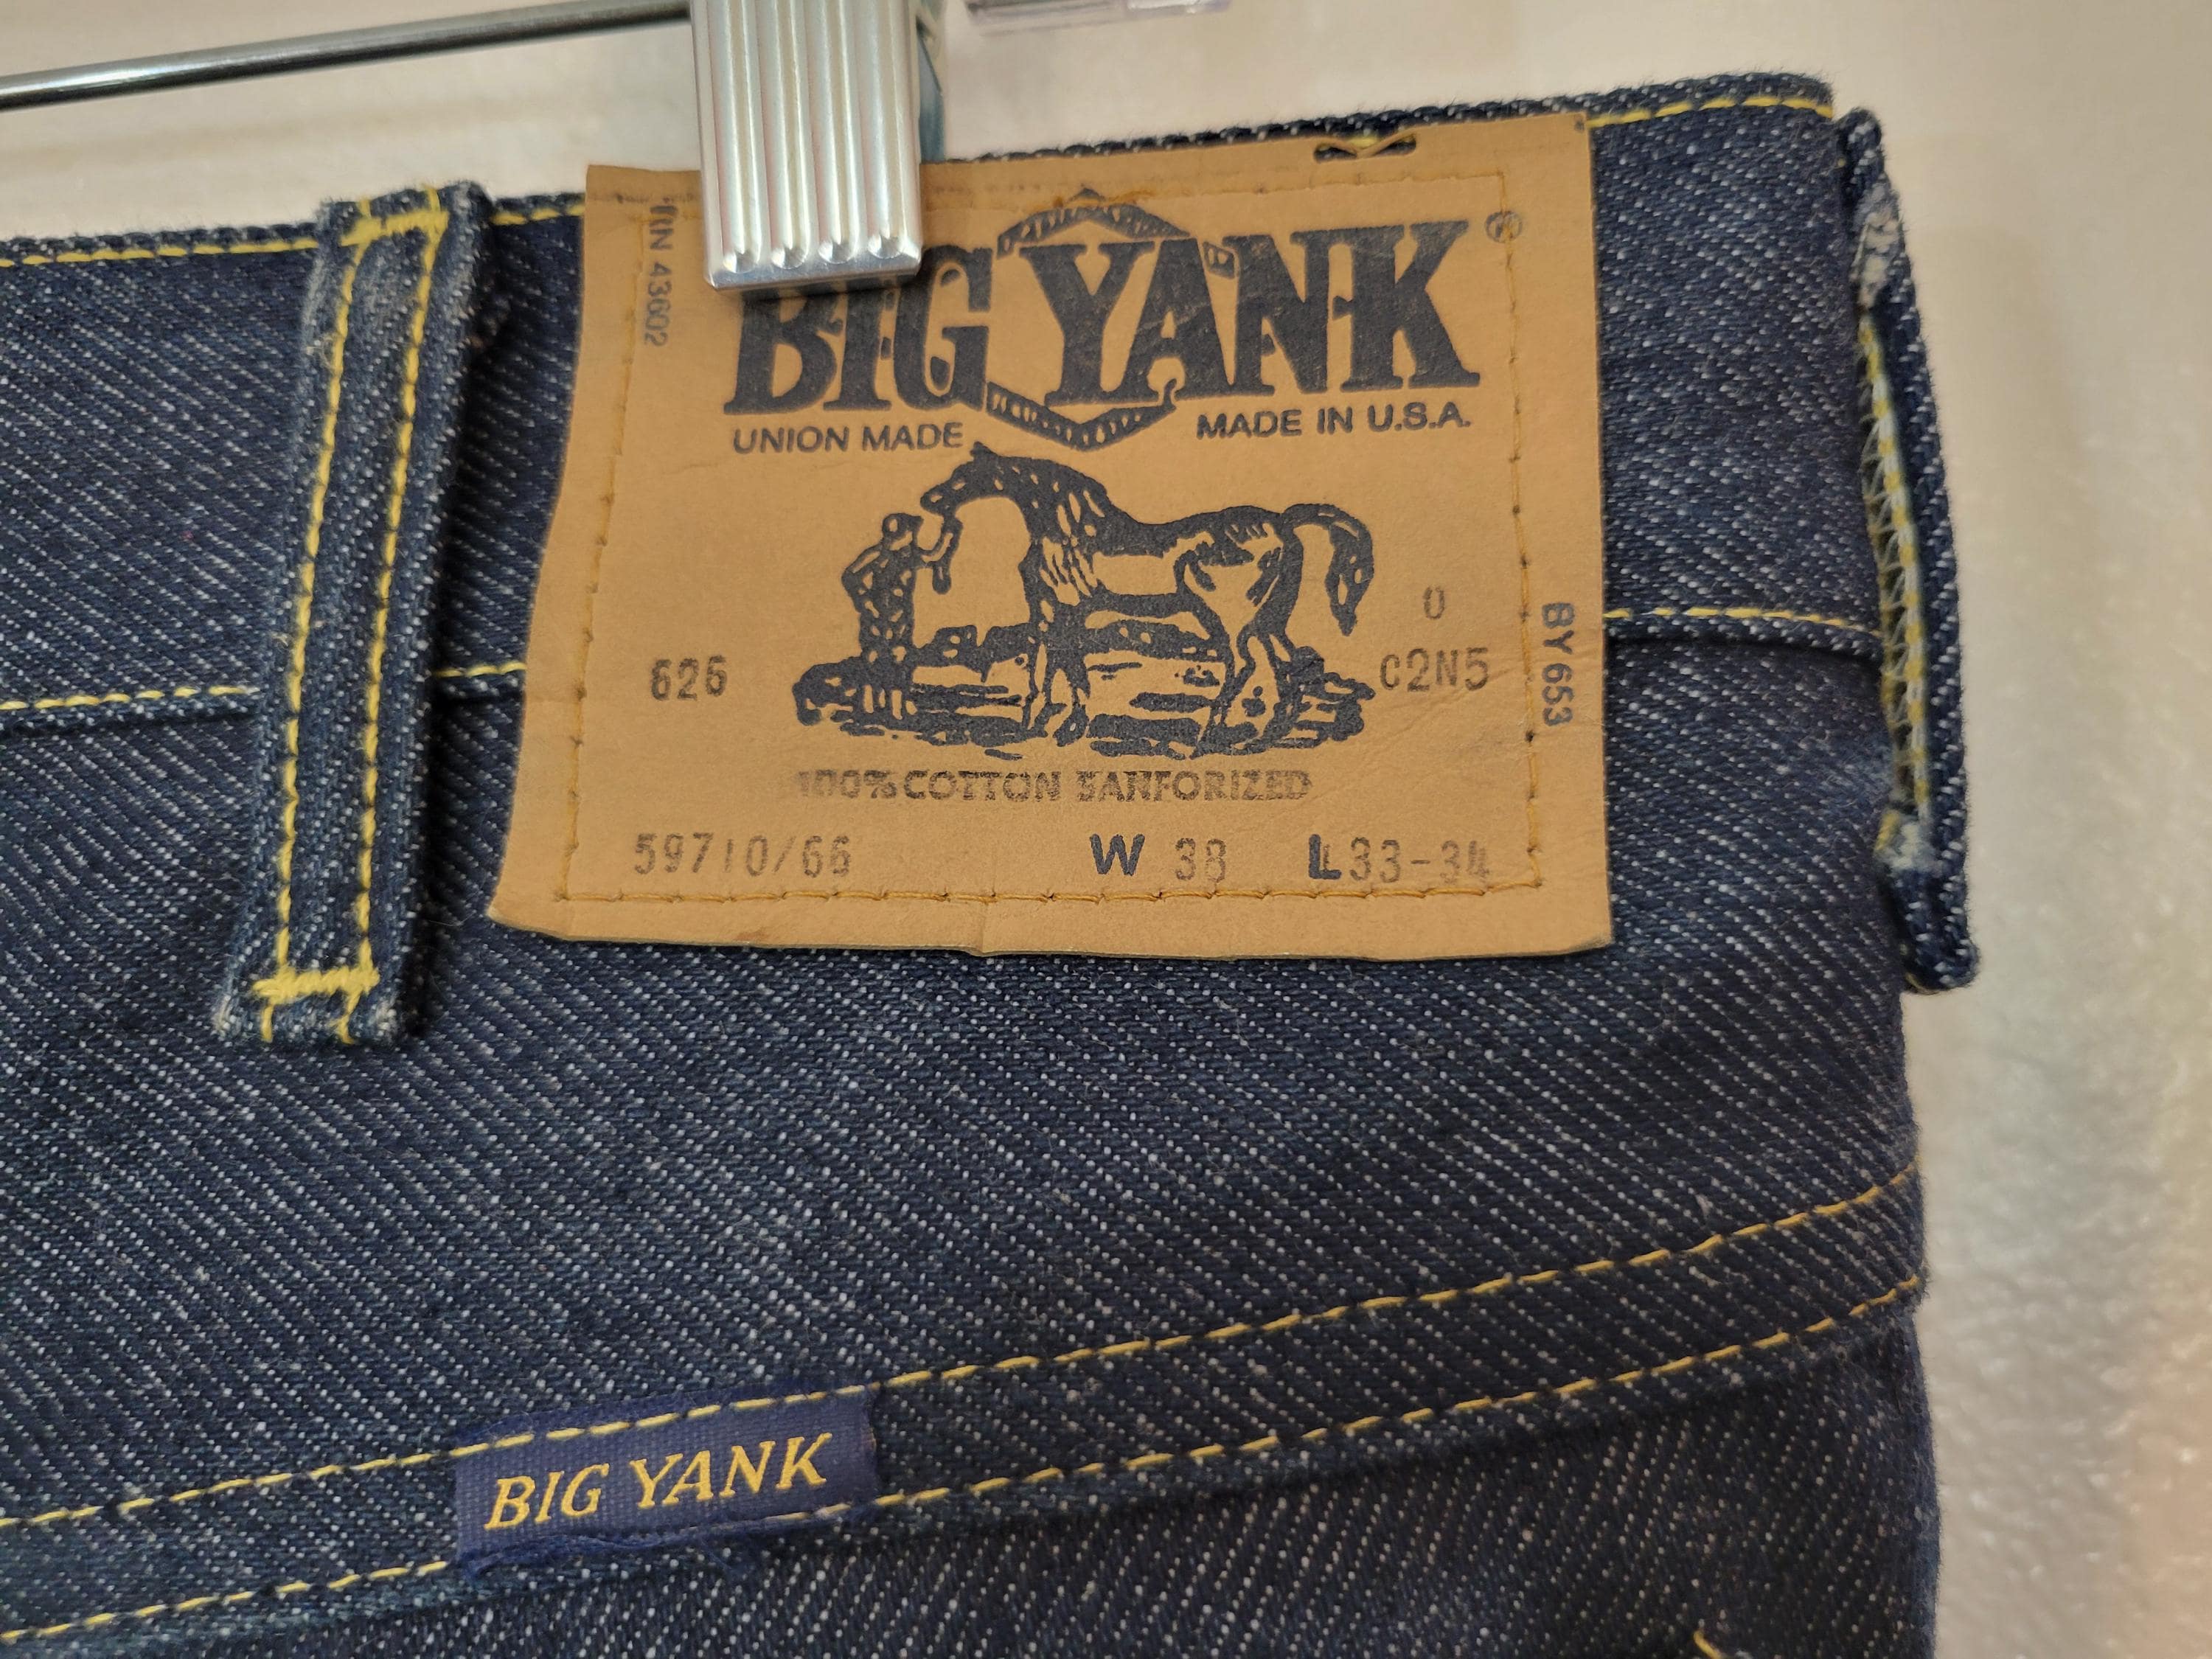 RN 43602
BIG YANK®
UNION MADE MADE IN U.S.A.
0
626 C2N5
BY653
100% COTTON SANFORIZED
59710/66 W 38 L 33-34
BIG YANK